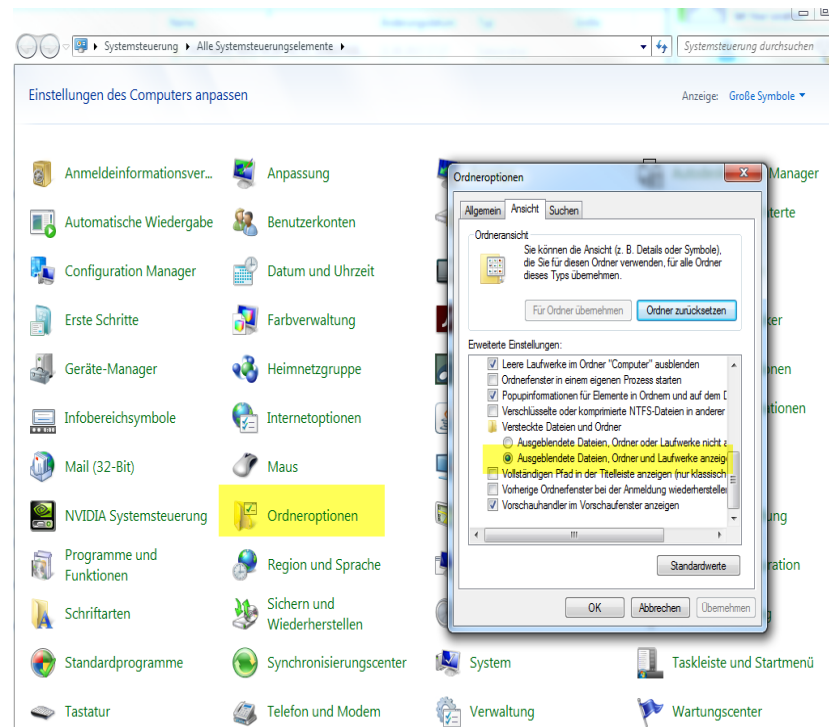 Systemsteuerung ▸ Alle Systemsteuerungselemente ▸
Systemsteuerung durchsuchen
Einstellungen des Computers anpassen
Anzeige: Große Symbole
Anmeldeinformationsver...
Anpassung
Manager
Automatische Wiedergabe
Benutzerkonten
Configuration Manager
Datum und Uhrzeit
Erste Schritte
Farbverwaltung
Geräte-Manager
Heimnetzgruppe
Infobereichsymbole
Internetoptionen
Mail (32-Bit)
Maus
NVIDIA Systemsteuerung
Ordneroptionen
Programme und
Funktionen
Region und Sprache
Schriftarten
Sichern und
Wiederherstellen
Standardprogramme
Synchronisierungscenter
System
Taskleiste und Startmenü
Tastatur
Telefon und Modem
Verwaltung
Wartungscenter
Ordneroptionen
Allgemein Ansicht Suchen
Ordneransicht
Sie können die Ansicht (z. B. Details oder Symbole),
die Sie für diesen Ordner verwenden, für alle Ordner
dieses Typs übernehmen.
Für Ordner übernehmen Ordner zurücksetzen
Erweiterte Einstellungen:
Leere Laufwerke im Ordner "Computer" ausblenden
Ordnerfenster in einem eigenen Prozess starten
Popupinformationen für Elemente in Ordnern und auf dem
Verschlüsselte oder komprimierte NTFS-Dateien in anderer
Versteckte Dateien und Ordner
Ausgeblendete Dateien, Ordner oder Laufwerke nicht
Ausgeblendete Dateien, Ordner und Laufwerke anzeige
Vollständigen Pfad in der Titelleiste anzeigen (nur klassisch
Vorherige Ordnerfenster bei der Anmeldung wiederherstellen
Vorschauhandler im Vorschaufenster anzeigen
Standardwerte
OK Abbrechen Übernehmen